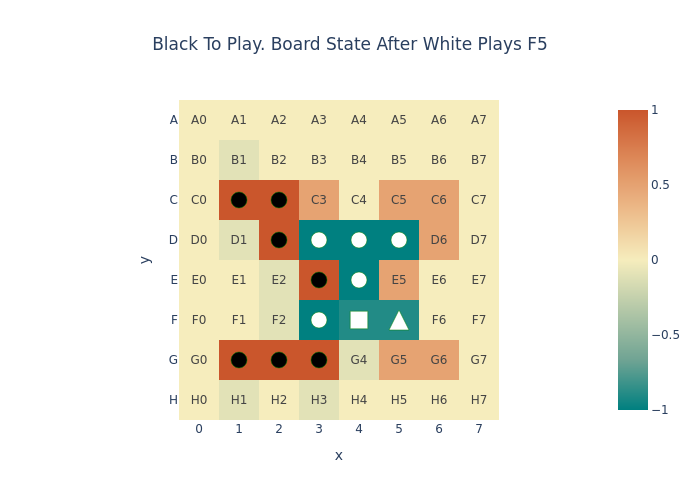 Black To Play. Board State After White Plays F5
A A0 A1 A2 A3 A4 A5 A6 A7
B B0 B1 B2 B3 B4 B5 B6 B7
C C0 C3 C4 C5 C6 C7
D D0 D1 D6 D7
E E0 E1 E2 E5 E6 E7
F F0 F1 F2 F6 F7
G G0 G4 G5 G6 G7
H H0 H1 H2 H3 H4 H5 H6 H7
0 1 2 3 4 5 6 7
x
y
1
0.5
0
−0.5
−1